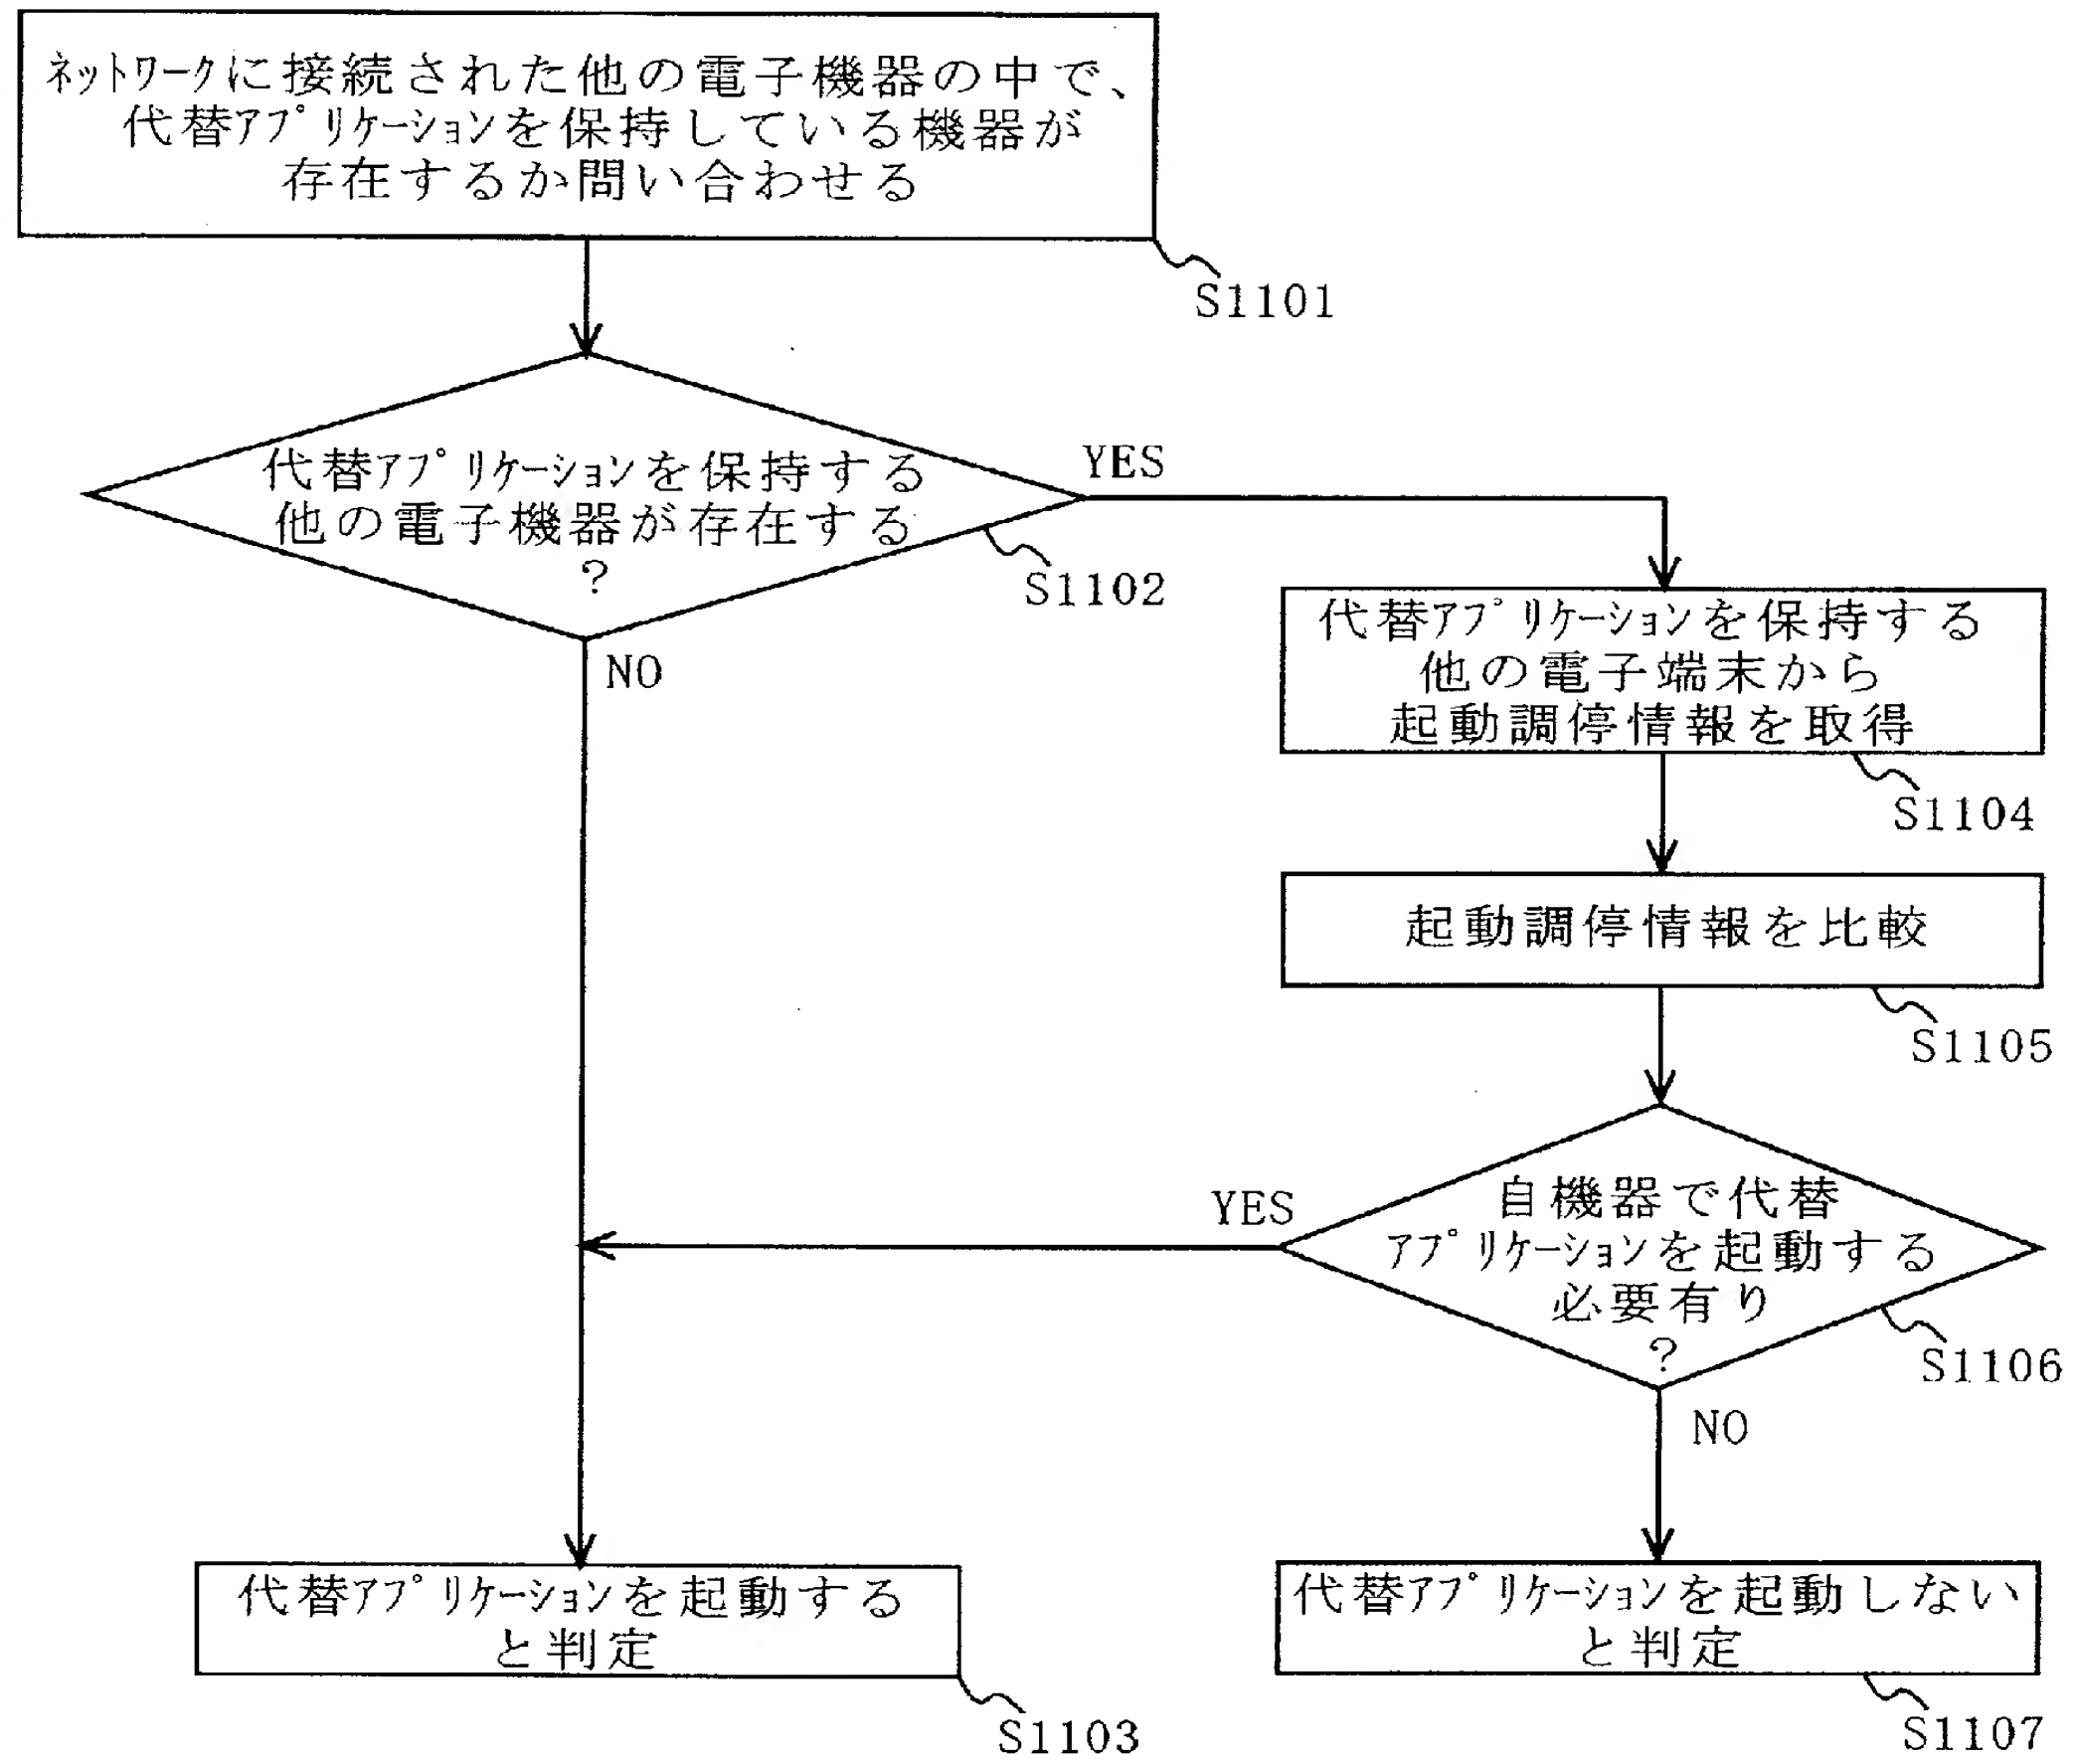 ネットワークに接続された他の電子機器の中で、
代替アプリケーションを保持している機器が
存在するか問い合わせる
S1101
代替アプリケーションを保持する
他の電子機器が存在する
?
YES
S1102
NO
代替アプリケーションを保持する
他の電子端末から
起動調停情報を取得
S1104
起動調停情報を比較
S1105
自機器で代替
アプリケーションを起動する
必要有り
?
YES
S1106
NO
代替アプリケーションを起動する
と判定
S1103
代替アプリケーションを起動しない
と判定
S1107